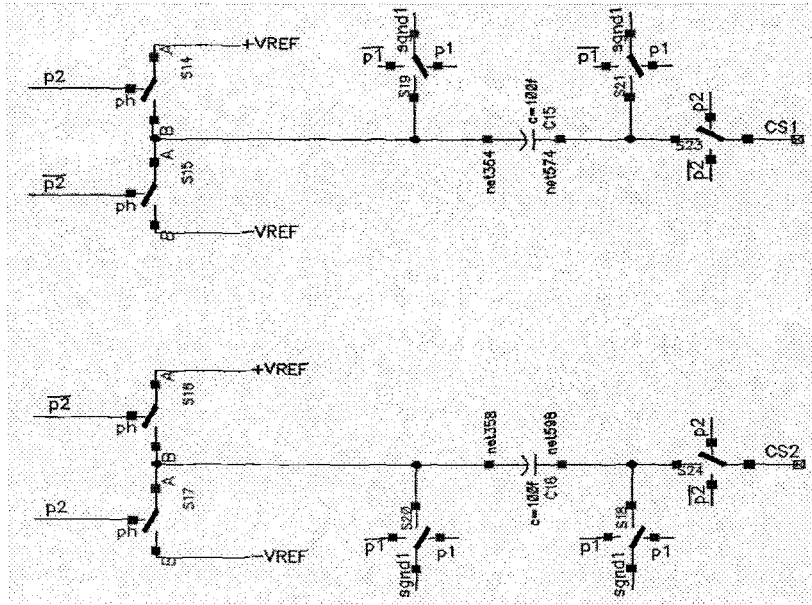 sgnd1
sgnd1
A
+VREF
p1
p1
p1
p1
p2
S14
S19
S21
ph
c=100f
C15
p2
B
CS1
A
S23
S15
p2
p2
ph
net364
net574
B
-VREF
A
+VREF
S16
p2
net358
net598
p2
ph
B
CS2
A
S24
c=100f
C16
S17
p2
p2
S20
S18
ph
p1
p1
p1
p1
B
-VREF
sgnd1
sgnd1